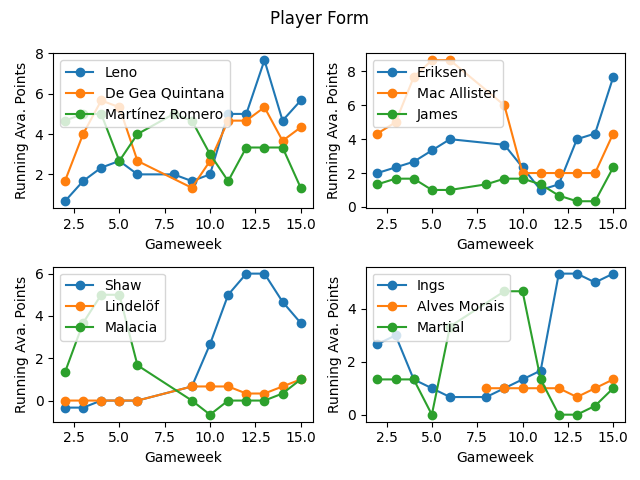 Player Form
Running Ava. Points
8
6
4
2
Leno
De Gea Quintana
Martínez Romero
2.5 5.0 7.5 10.0 12.5 15.0
Gameweek
Running Ava. Points
8
6
4
2
0
Eriksen
Mac Allister
James
2.5 5.0 7.5 10.0 12.5 15.0
Gameweek
Running Ava. Points
6
4
2
0
Shaw
Lindelöf
Malacia
2.5 5.0 7.5 10.0 12.5 15.0
Gameweek
Running Ava. Points
4
2
0
Ings
Alves Morais
Martial
2.5 5.0 7.5 10.0 12.5 15.0
Gameweek